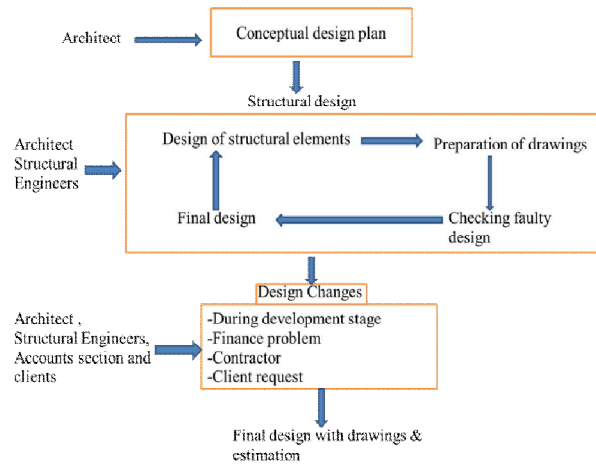 Architect
Conceptual design plan
Structural design
Architect
Structural
Engineers
Design of structural elements
Preparation of drawings
Final design
Checking faulty
design
Design Changes
Architect ,
Structural Engineers,
Accounts section and
clients
-During development stage
-Finance problem
-Contractor
-Client request
Final design with drawings &
estimation